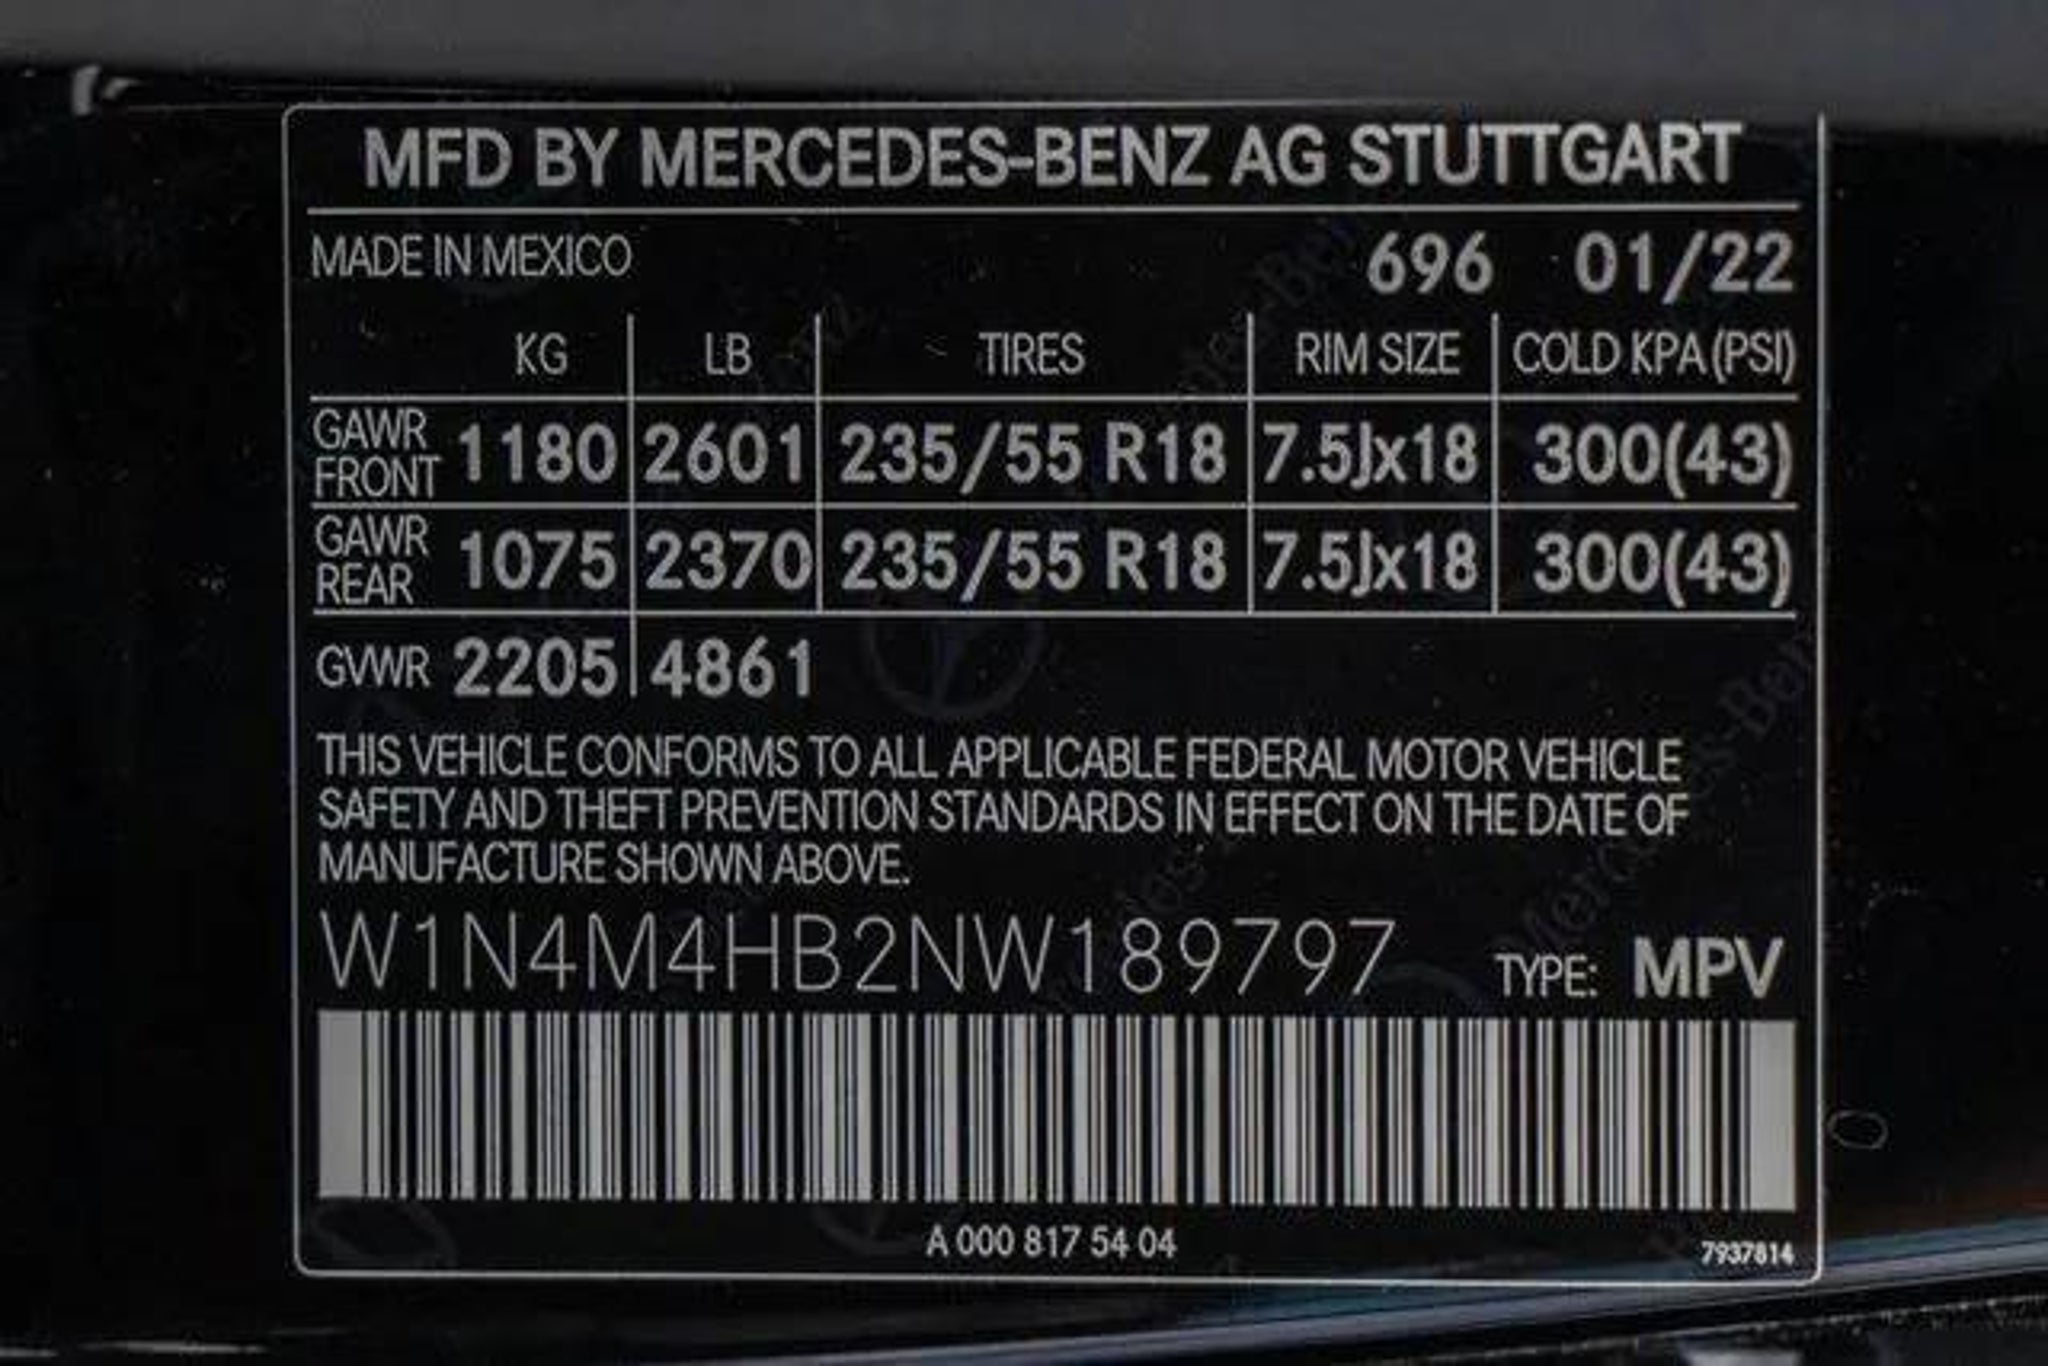 MFD BY MERCEDES-BENZ AG STUTTGART
MADE IN MEXICO 696 01/22
KG LB TIRES RIM SIZE COLD KPA (PSI)
GAWR FRONT 1180 2601 235/55 R18 7.5Jx18 300(43)
GAWR REAR 1075 2370 235/55 R18 7.5Jx18 300(43)
GVWR 2205 4861
THIS VEHICLE CONFORMS TO ALL APPLICABLE FEDERAL MOTOR VEHICLE
SAFETY AND THEFT PREVENTION STANDARDS IN EFFECT ON THE DATE OF
MANUFACTURE SHOWN ABOVE.
W1N4M4HB2NW189797 TYPE: MPV
A 000 817 54 04 7937814